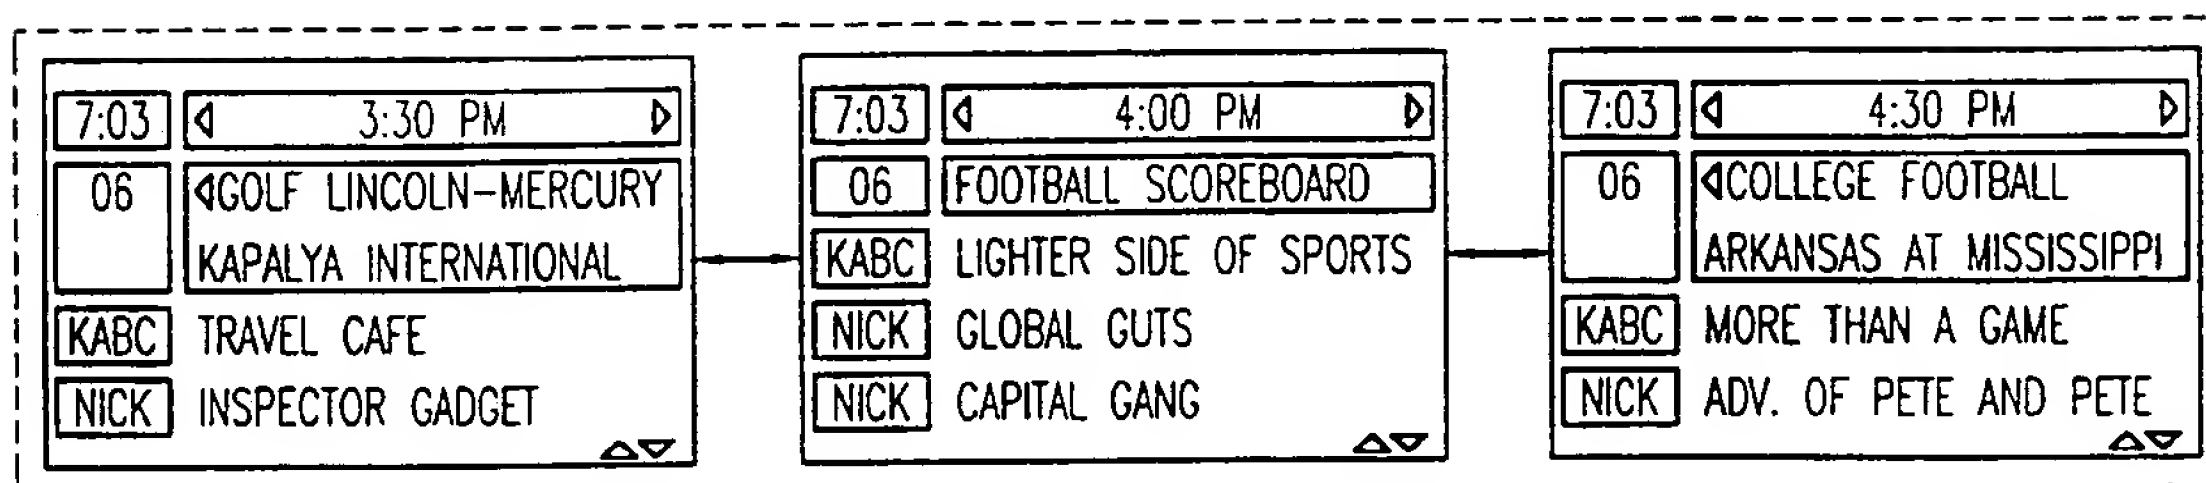 7:03 3:30 PM
06 GOLF LINCOLN-MERCURY
KAPALYA INTERNATIONAL
KABC TRAVEL CAFE
NICK INSPECTOR GADGET
7:03 4:00 PM
06 FOOTBALL SCOREBOARD
KABC LIGHTER SIDE OF SPORTS
NICK GLOBAL GUTS
NICK CAPITAL GANG
7:03 4:30 PM
06 COLLEGE FOOTBALL
ARKANSAS AT MISSISSIPPI
KABC MORE THAN A GAME
NICK ADV. OF PETE AND PETE